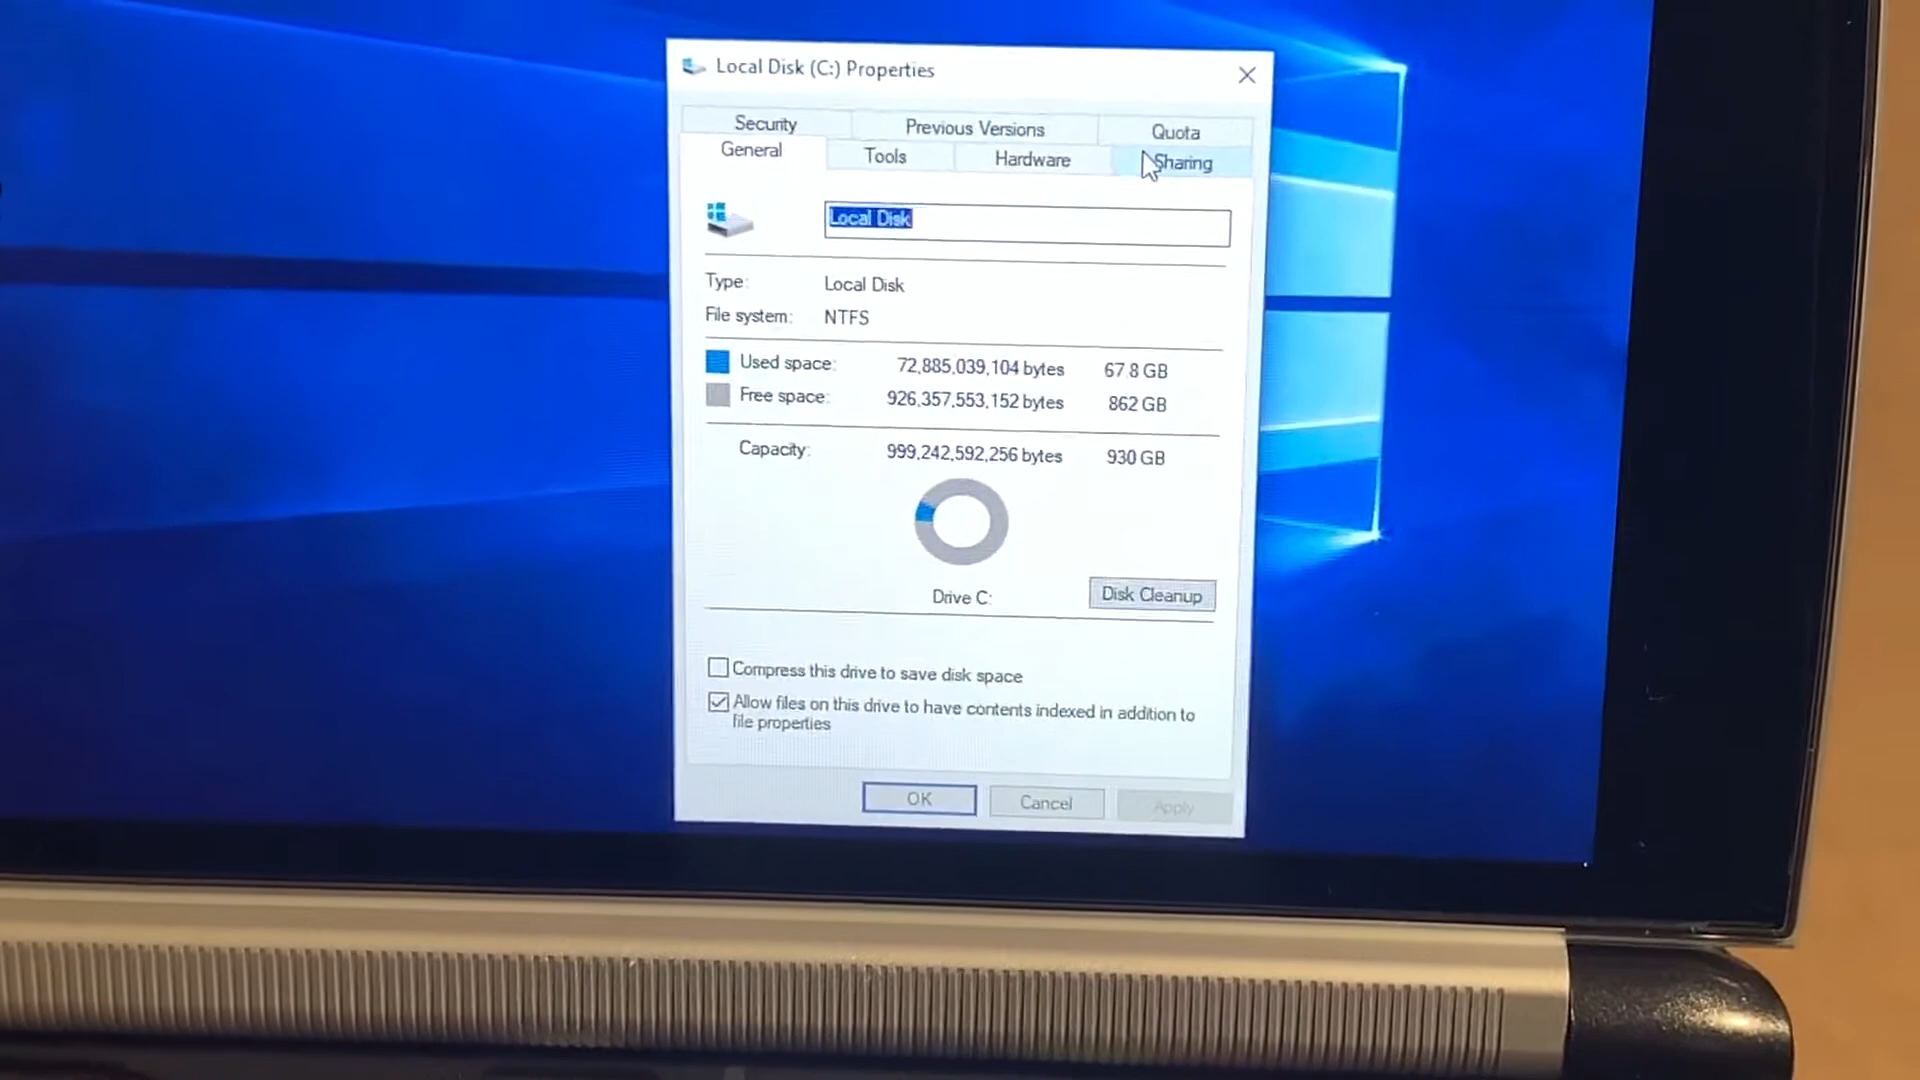 Local Disk (C:) Properties
Security Previous Versions Quota
General Tools Hardware Sharing
Local Disk
Type: Local Disk
File system: NTFS
Used space: 72,885,039,104 bytes 67.8 GB
Free space: 926,357,553,152 bytes 862 GB
Capacity: 999,242,592,256 bytes 930 GB
Drive C:
Disk Cleanup
Compress this drive to save disk space
Allow files on this drive to have contents indexed in addition to
file properties
OK Cancel Apply